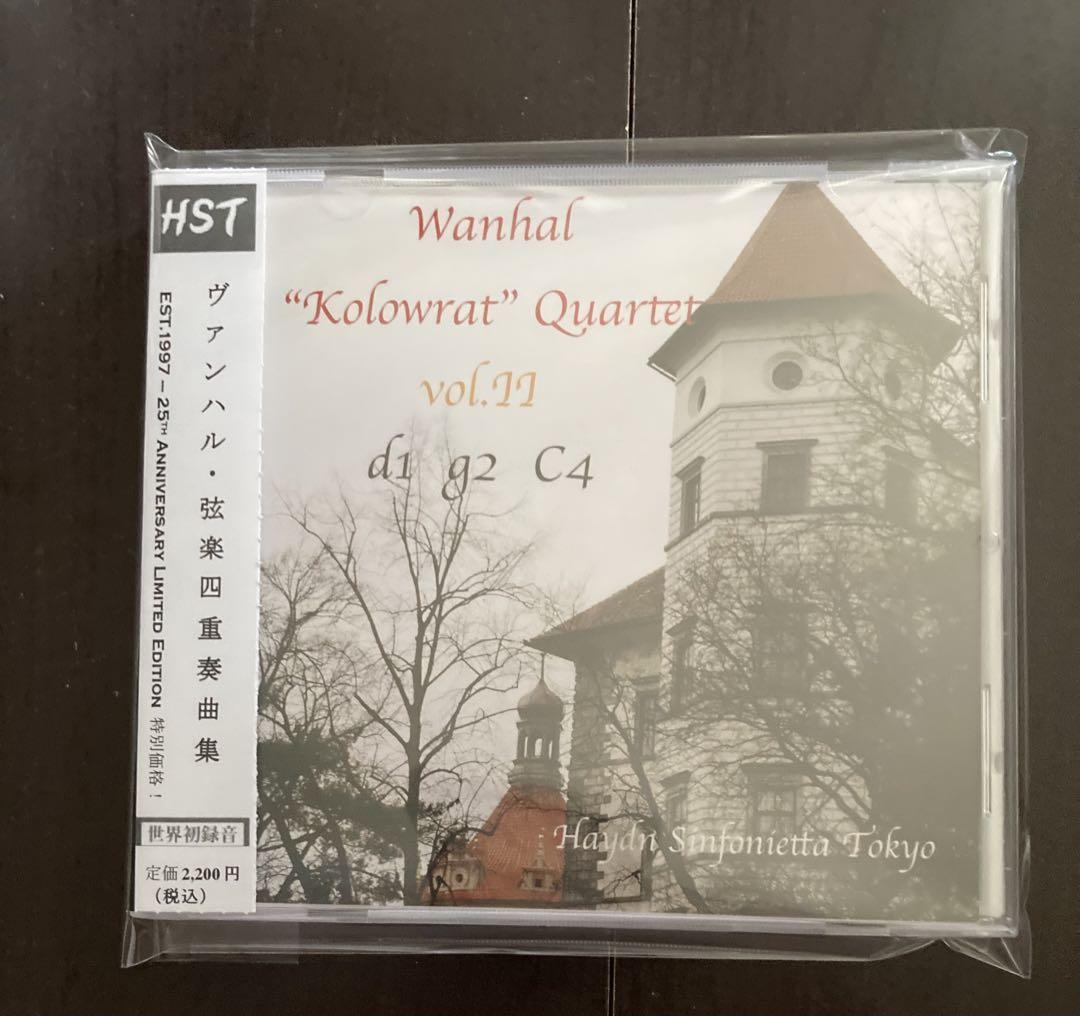 HST
ヴァンハル・弦楽四重奏曲集
EST.1997 – 25TH ANNIVERSARY LIMITED EDITION 特別価格！
世界初録音
定価 2,200 円
（税込）
Wanhal
“Kolowrat” Quartet
vol.II
d1 g2 C4
Haydn Sinfonietta Tokyo